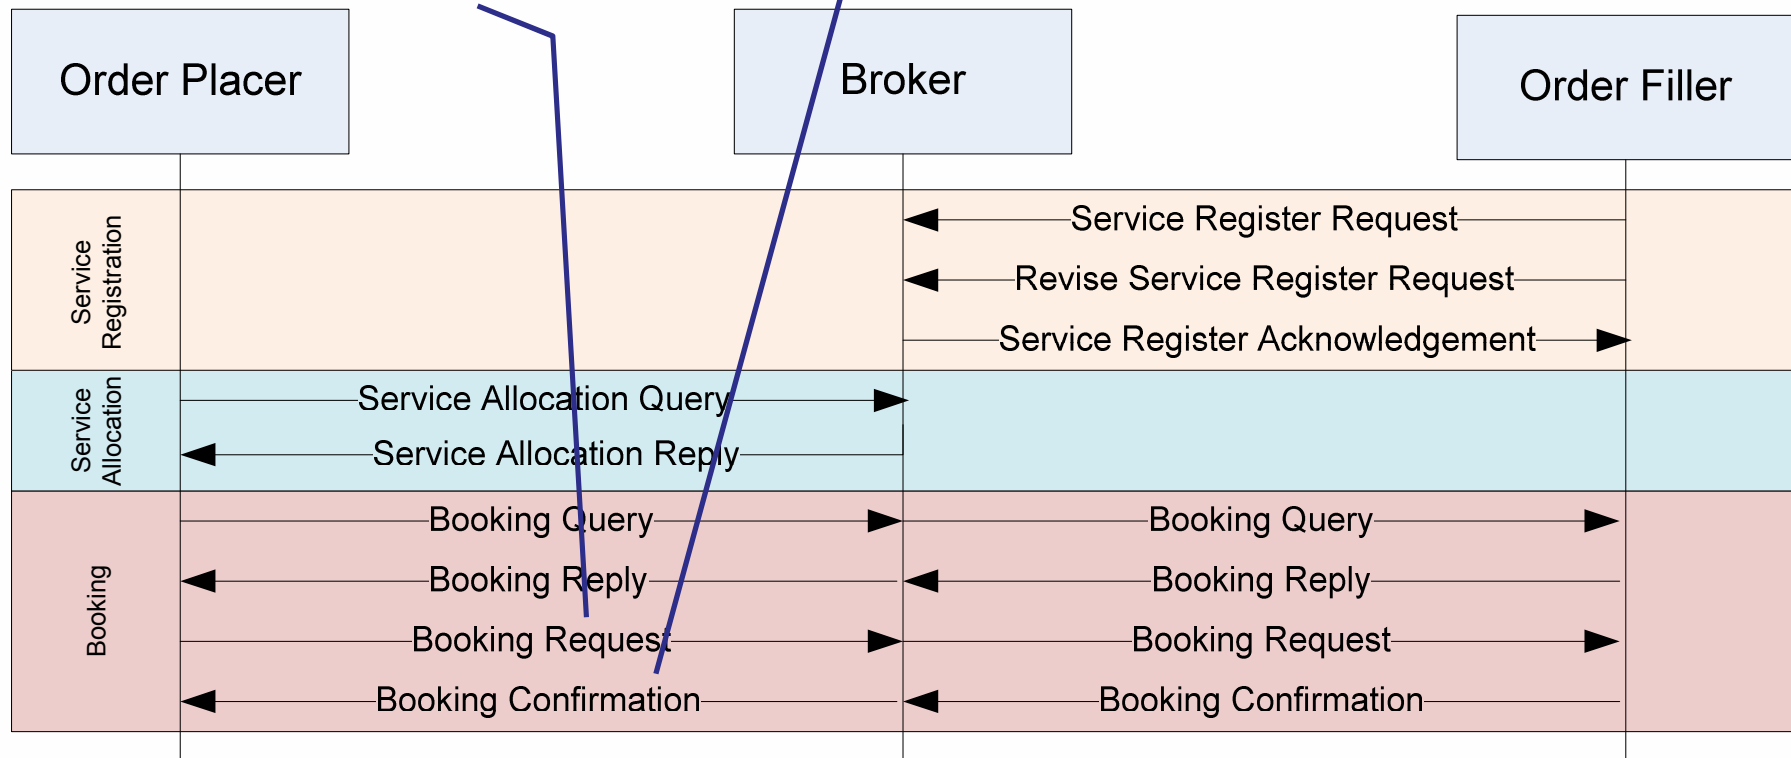 Order Placer
Broker
Order Filler
Service
Registration
Service Register Request
Revise Service Register Request
Service Register Acknowledgement
Service
Allocation
Service Allocation Query
Service Allocation Reply
Booking
Booking Query
Booking Query
Booking Reply
Booking Reply
Booking Request
Booking Request
Booking Confirmation
Booking Confirmation